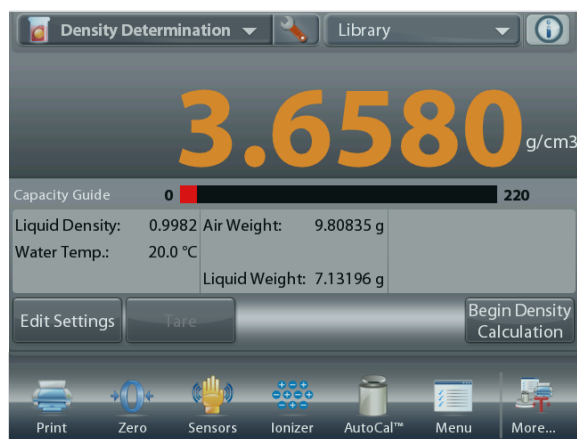 Density Determination Library
3.6580 g/cm3
Capacity Guide 0 220
Liquid Density: 0.9982 Air Weight: 9.80835 g
Water Temp.: 20.0 °C
Liquid Weight: 7.13196 g
Edit Settings Tare Begin Density
Calculation
Print Zero Sensors Ionizer AutoCal™ Menu More...